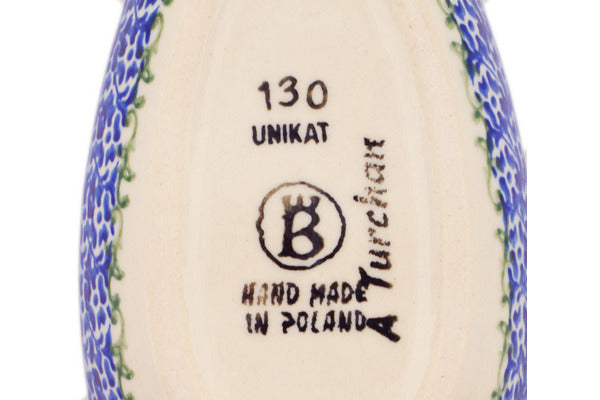 130
UNIKAT
B
HAND MADE
IN POLAND
A Turchan